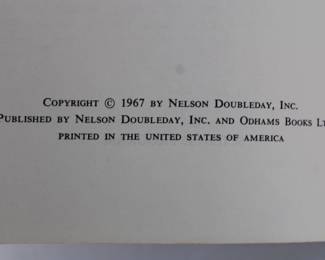 COPYRIGHT © 1967 BY NELSON DOUBLEDAY, INC.
PUBLISHED BY NELSON DOUBLEDAY, INC. AND ODHAMS BOOKS LT
PRINTED IN THE UNITED STATES OF AMERICA